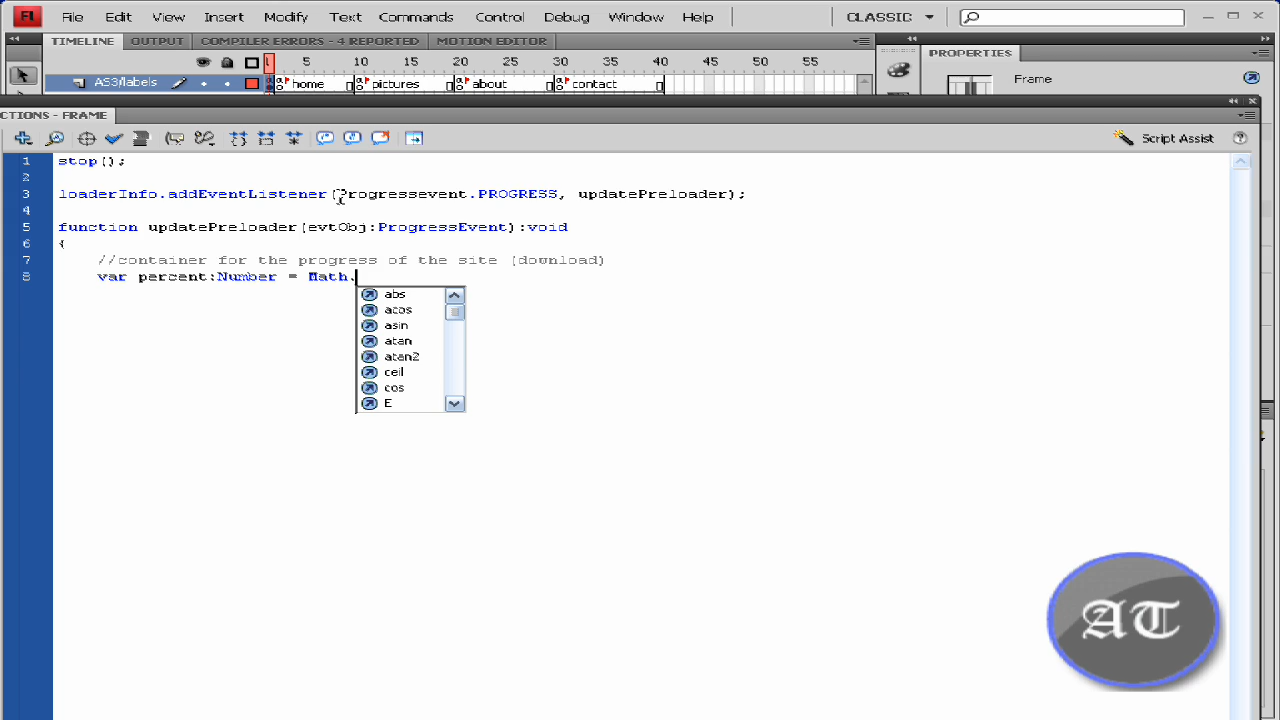 Fl File Edit View Insert Modify Text Commands Control Debug Window Help CLASSIC
TIMELINE OUTPUT COMPILER ERRORS - 4 REPORTED MOTION EDITOR PROPERTIES
1 5 10 15 20 25 30 35 40 45 50 55 Frame
AS3/labels home pictures about contact
CTIONS - FRAME
Script Assist
1 stop();
2
3 loaderInfo.addEventListener(Progressevent.PROGRESS, updatePreloader);
4
5 function updatePreloader(evtObj:ProgressEvent):void
6 {
7 //container for the progress of the site (download)
8 var percent:Number = Math.
abs
acos
asin
atan
atan2
ceil
cos
E
AT